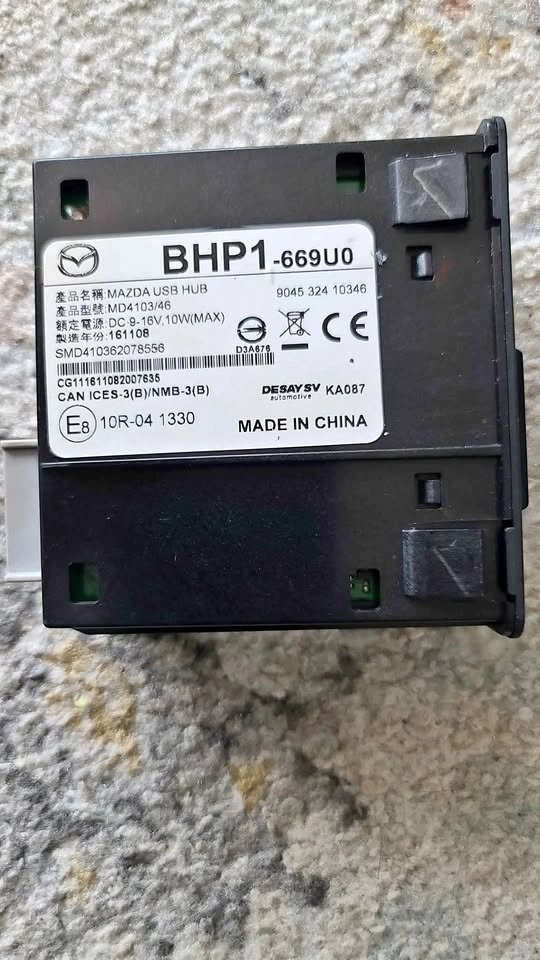 BHP1-669U0
產品名稱:MAZDA USB HUB
9045 324 10346
產品型號:MD4103/46
額定電源:DC-9-16V,10W(MAX)
製造年份:161108
SMD410362078556
D3A676
CG111611082007635
CAN ICES-3(B)/NMB-3(B)
DESAY SV automotive KA087
E8 10R-04 1330
MADE IN CHINA